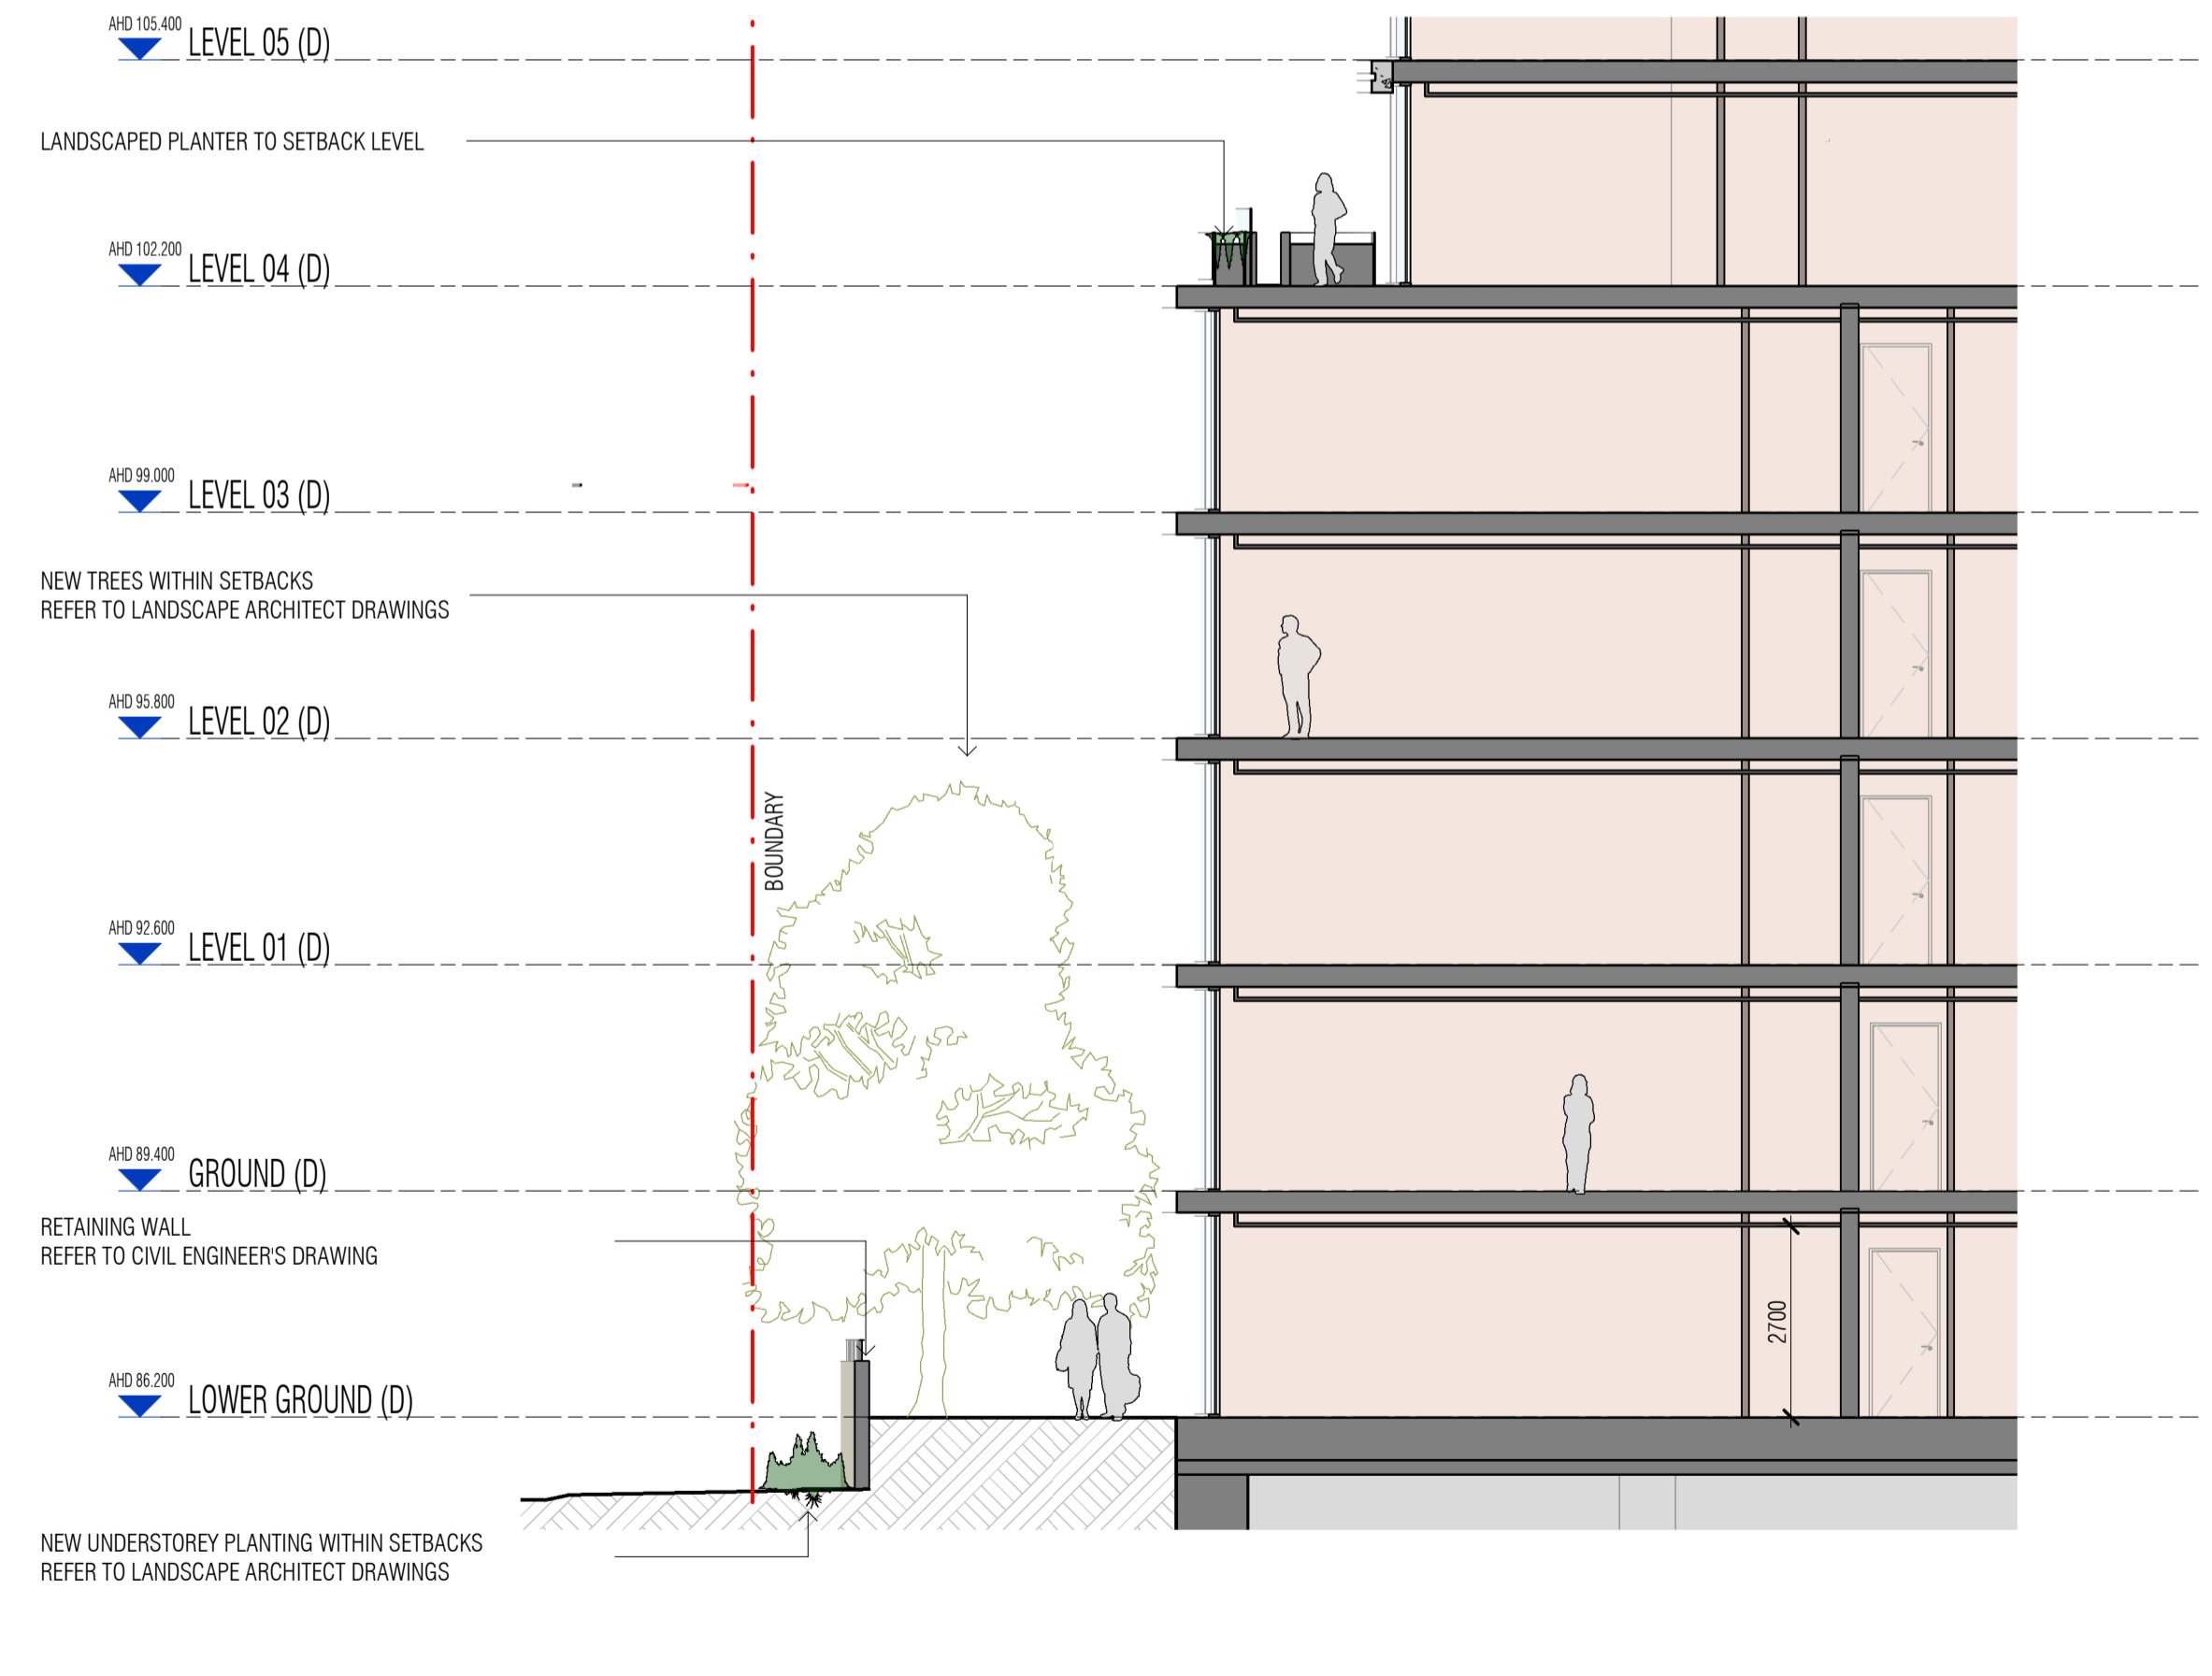 AHD 105.400
LEVEL 05 (D)
LANDSCAPED PLANTER TO SETBACK LEVEL
AHD 102.200
LEVEL 04 (D)
AHD 99.000
LEVEL 03 (D)
NEW TREES WITHIN SETBACKS
REFER TO LANDSCAPE ARCHITECT DRAWINGS
AHD 95.800
LEVEL 02 (D)
BOUNDARY
AHD 92.600
LEVEL 01 (D)
AHD 89.400
GROUND (D)
RETAINING WALL
REFER TO CIVIL ENGINEER'S DRAWING
2700
AHD 86.200
LOWER GROUND (D)
NEW UNDERSTOREY PLANTING WITHIN SETBACKS
REFER TO LANDSCAPE ARCHITECT DRAWINGS